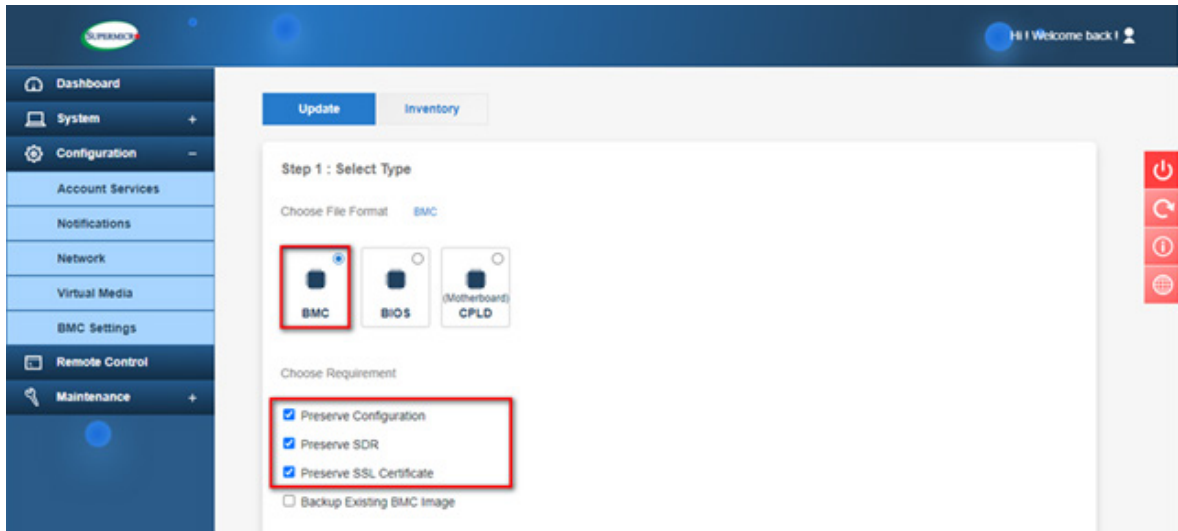 SUPERMICR
Hi ! Welcome back !
Dashboard
System +
Configuration -
Account Services
Notifications
Network
Virtual Media
BMC Settings
Remote Control
Maintenance +
Update Inventory
Step 1 : Select Type
Choose File Format BMC
BMC
BIOS
(Motherboard)
CPLD
Choose Requirement
Preserve Configuration
Preserve SDR
Preserve SSL Certificate
Backup Existing BMC Image